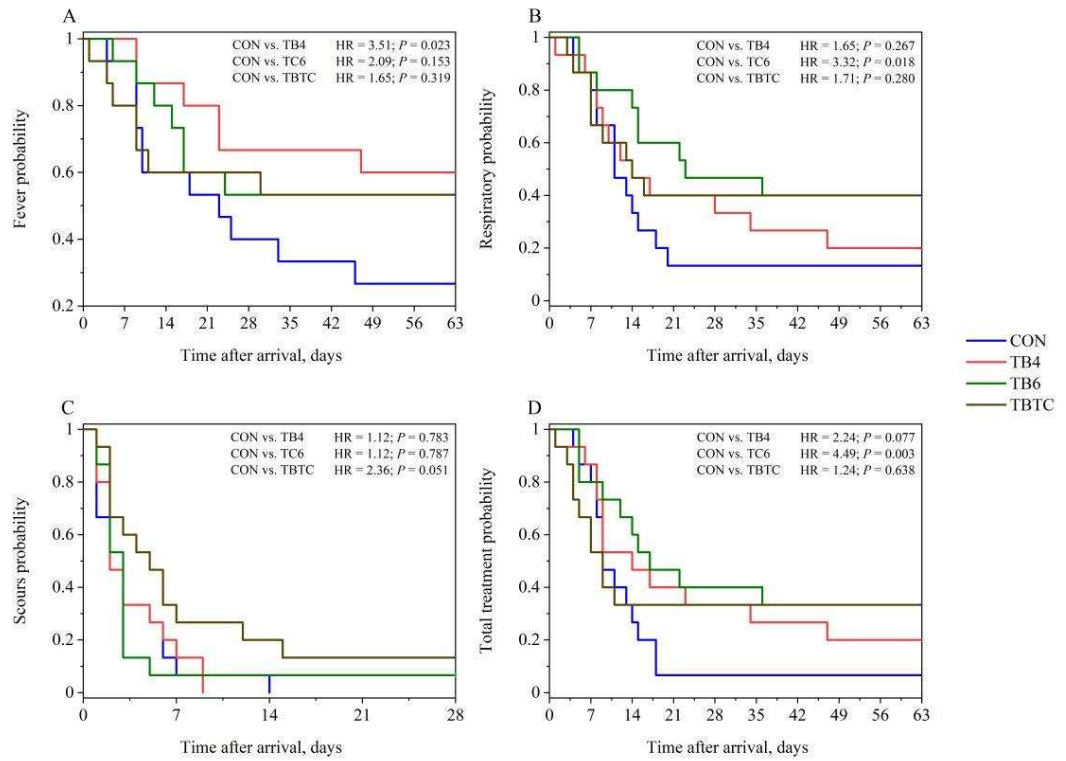 A
CON vs. TB4 HR = 3.51; P = 0.023
CON vs. TC6 HR = 2.09; P = 0.153
CON vs. TBTC HR = 1.65; P = 0.319
1
0.8
0.6
0.4
0.2
Fever probability
0 7 14 21 28 35 42 49 56 63
Time after arrival, days
B
CON vs. TB4 HR = 1.65; P = 0.267
CON vs. TC6 HR = 3.32; P = 0.018
CON vs. TBTC HR = 1.71; P = 0.280
1
0.8
0.6
0.4
0.2
0
Respiratory probability
0 7 14 21 28 35 42 49 56 63
Time after arrival, days
CON
TB4
TB6
TBTC
C
CON vs. TB4 HR = 1.12; P = 0.783
CON vs. TC6 HR = 1.12; P = 0.787
CON vs. TBTC HR = 2.36; P = 0.051
1
0.8
0.6
0.4
0.2
0
Scours probability
0 7 14 21 28
Time after arrival, days
D
CON vs. TB4 HR = 2.24; P = 0.077
CON vs. TC6 HR = 4.49; P = 0.003
CON vs. TBTC HR = 1.24; P = 0.638
1
0.8
0.6
0.4
0.2
0
Total treatment probability
0 7 14 21 28 35 42 49 56 63
Time after arrival, days